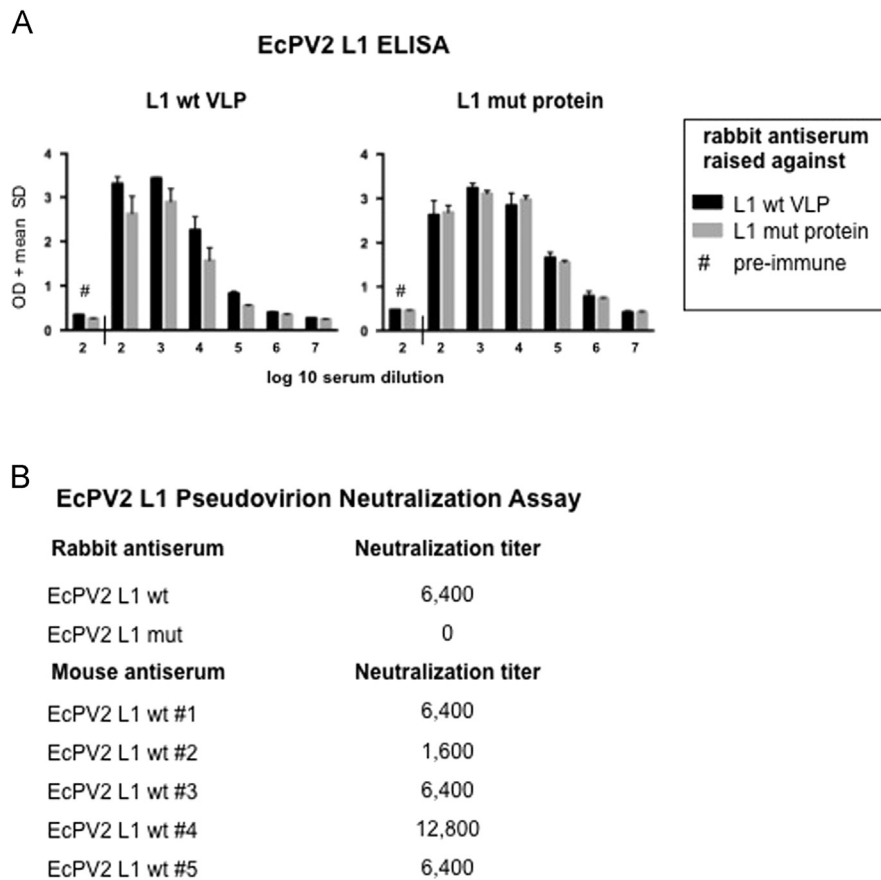 A
EcPV2 L1 ELISA
L1 wt VLP
L1 mut protein
rabbit antiserum
raised against
L1 wt VLP
L1 mut protein
# pre-immune
OD + mean SD
4
3
2
1
0
#
2 2 3 4 5 6 7
4
3
2
1
0
#
2 2 3 4 5 6 7
log 10 serum dilution
B
EcPV2 L1 Pseudovirion Neutralization Assay
Rabbit antiserum Neutralization titer
EcPV2 L1 wt 6,400
EcPV2 L1 mut 0
Mouse antiserum Neutralization titer
EcPV2 L1 wt #1 6,400
EcPV2 L1 wt #2 1,600
EcPV2 L1 wt #3 6,400
EcPV2 L1 wt #4 12,800
EcPV2 L1 wt #5 6,400